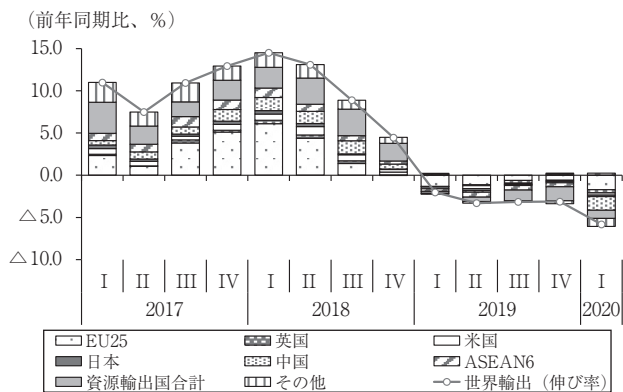 (前年同期比、%)
15.0
10.0
5.0
0.0
△5.0
△10.0
I II III IV I II III IV I II III IV I
2017 2018 2019 2020
EU25 英国 米国
日本 中国 ASEAN6
資源輸出国合計 その他 世界輸出(伸び率)